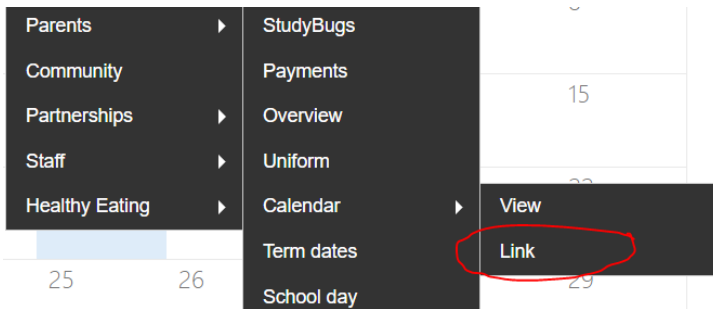 Parents
Community
Partnerships
Staff
Healthy Eating
StudyBugs
Payments
Overview
Uniform
Calendar
Term dates
School day
View
Link
15
25
26
29